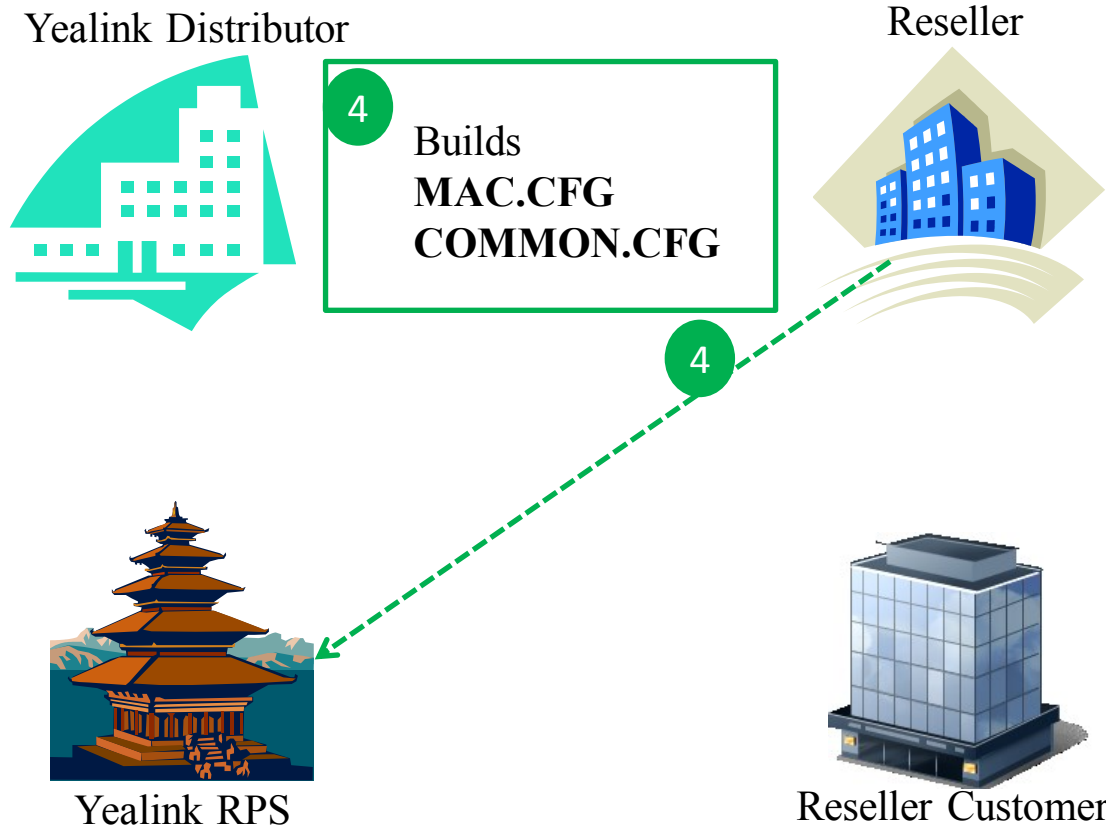 Yealink Distributor
Reseller
4
Builds
MAC.CFG
COMMON.CFG
4
Yealink RPS
Reseller Customer